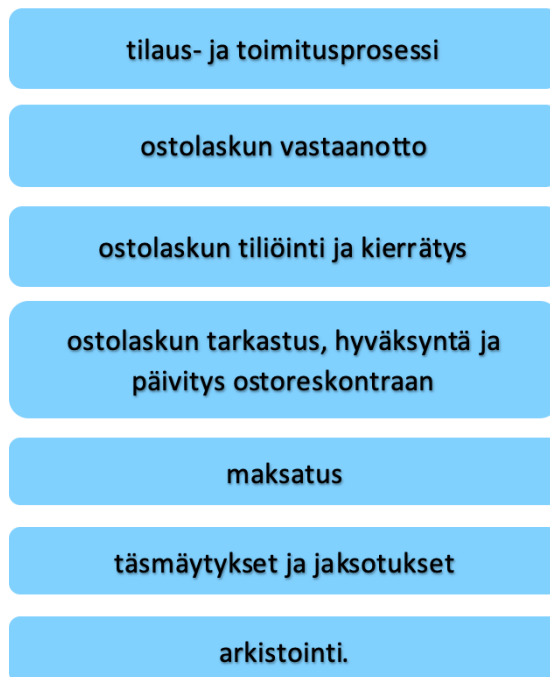 tilaus- ja toimitusprosessi
ostolaskun vastaanotto
ostolaskun tiliöinti ja kierrätys
ostolaskun tarkastus, hyväksyntä ja
päivitys ostoreskontraan
maksatus
täsmäytykset ja jaksotukset
arkistointi.